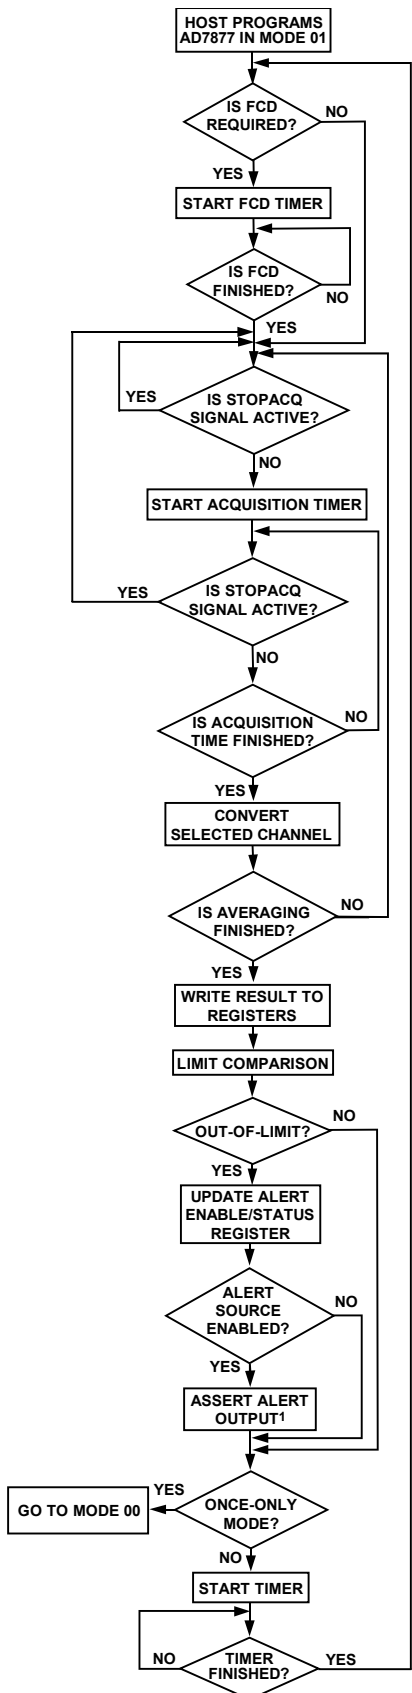 HOST PROGRAMS
AD7877 IN MODE 01
IS FCD
REQUIRED?
NO
YES
START FCD TIMER
IS FCD
FINISHED?
NO
YES
YES
IS STOPACQ
SIGNAL ACTIVE?
NO
START ACQUISITION TIMER
YES
IS STOPACQ
SIGNAL ACTIVE?
NO
IS ACQUISITION
TIME FINISHED?
NO
YES
CONVERT
SELECTED CHANNEL
IS AVERAGING
FINISHED?
NO
YES
WRITE RESULT TO
REGISTERS
LIMIT COMPARISON
OUT-OF-LIMIT?
NO
YES
UPDATE ALERT
ENABLE/STATUS
REGISTER
ALERT
SOURCE
ENABLED?
NO
YES
ASSERT ALERT
OUTPUT1
YES
GO TO MODE 00
ONCE-ONLY
MODE?
NO
START TIMER
NO
TIMER
FINISHED?
YES